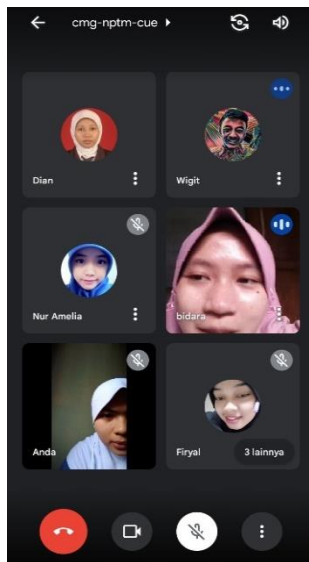 cmg-nptm-cue
Dian
Wigit
Nur Amelia
bidara
Anda
Firyal
3 lainnya